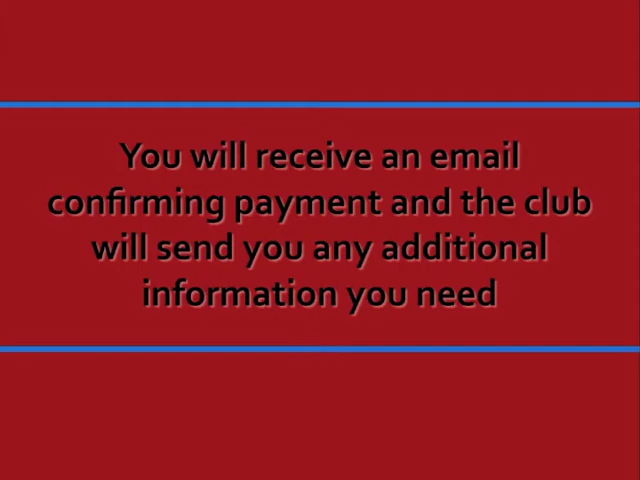 You will receive an email
confirming payment and the club
will send you any additional
information you need